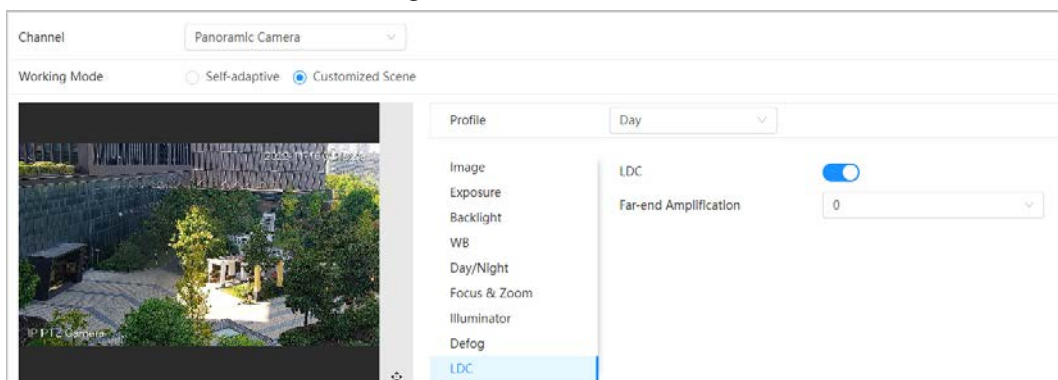 Channel
Panoramic Camera
Working Mode
Self-adaptive
Customized Scene
Profile
Day
Image
Exposure
Backlight
WB
Day/Night
Focus & Zoom
Illuminator
Defog
LDC
LDC
Far-end Amplification
0
IP PTZ Camera